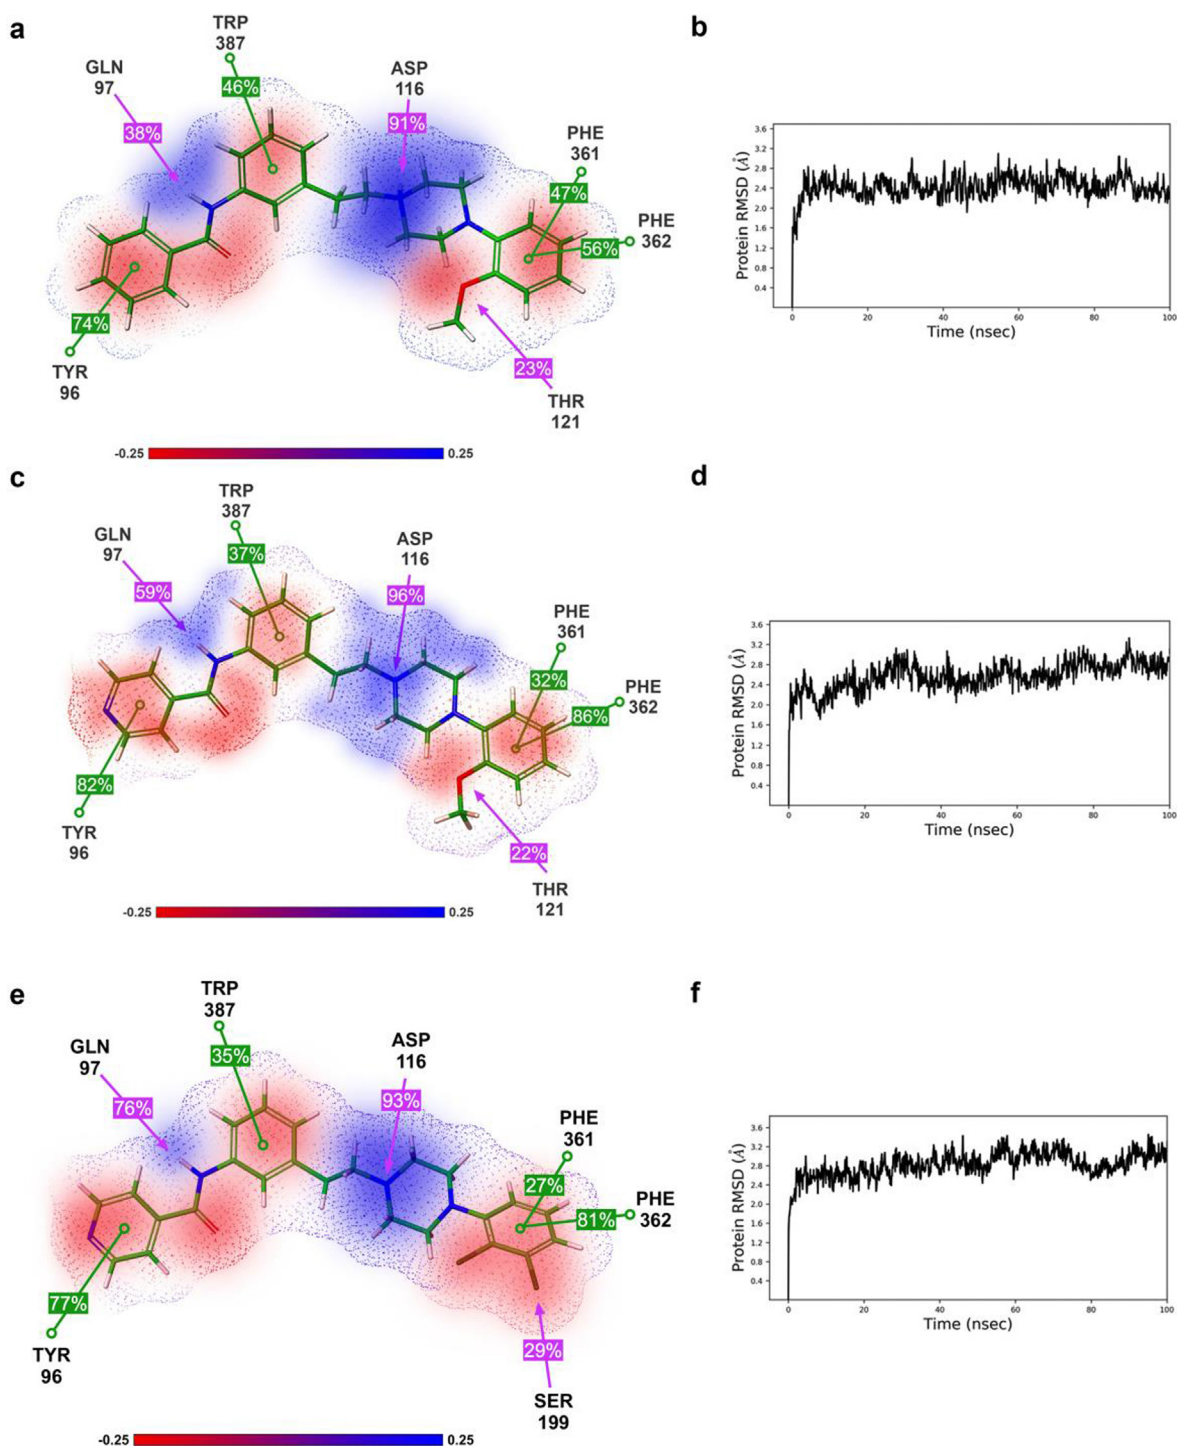 a
TRP
387
GLN
97
46%
ASP
116
38%
91%
PHE
361
47%
PHE
362
56%
74%
TYR
96
23%
THR
121
-0.25
0.25
b
Protein RMSD (Å)
3.6
3.2
2.8
2.4
2.0
1.6
1.2
0.8
0.4
0
20
40
60
80
100
Time (nsec)
c
TRP
387
GLN
97
37%
ASP
116
59%
96%
PHE
361
32%
PHE
362
86%
82%
TYR
96
22%
THR
121
-0.25
0.25
d
Protein RMSD (Å)
3.6
3.2
2.8
2.4
2.0
1.6
1.2
0.8
0.4
0
20
40
60
80
100
Time (nsec)
e
TRP
387
GLN
97
35%
ASP
116
76%
93%
PHE
361
27%
PHE
362
81%
77%
TYR
96
29%
SER
199
-0.25
0.25
f
Protein RMSD (Å)
3.6
3.2
2.8
2.4
2.0
1.6
1.2
0.8
0.4
0
20
40
60
80
100
Time (nsec)